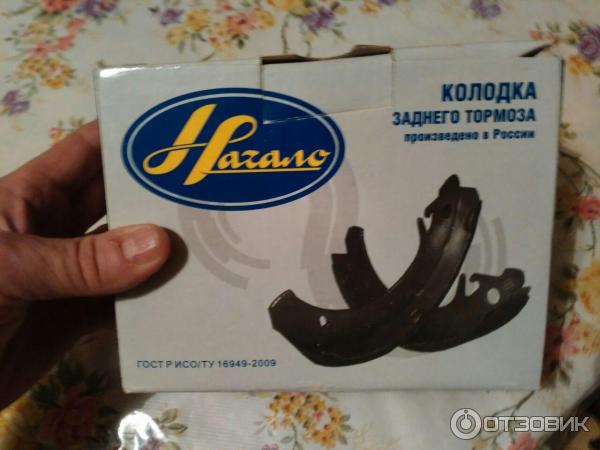 Начало
КОЛОДКА
ЗАДНЕГО ТОРМОЗА
произведено в России
ГОСТ Р ИСО/ТУ 16949-2009
ОТЗОВИК